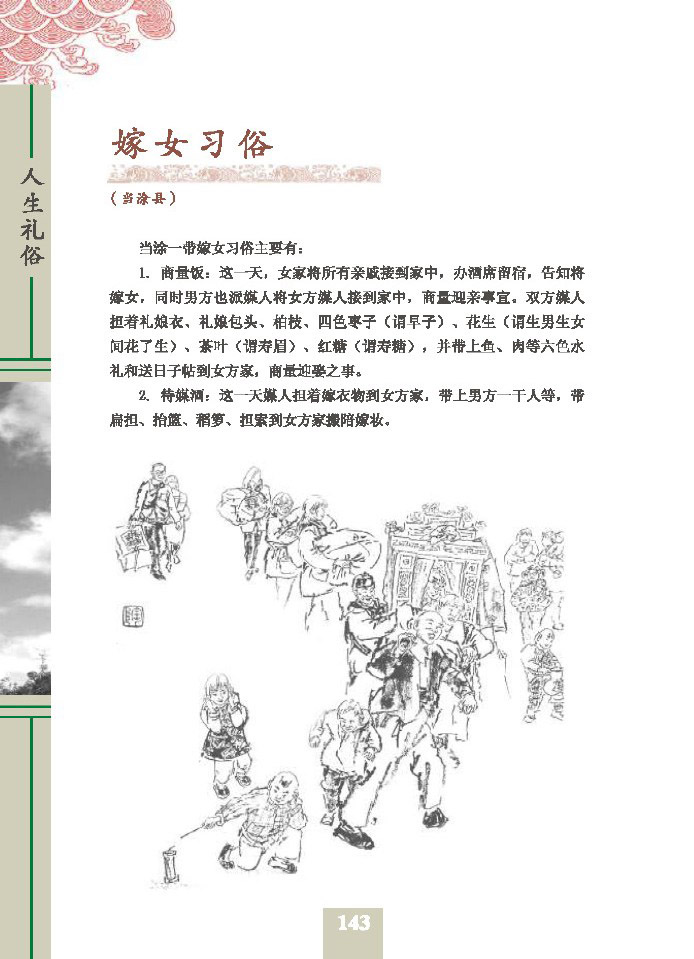 嫁女习俗
（当涂县）
人生礼俗
当涂一带嫁女习俗主要有：
1. 商量饭：这一天，女家将所有亲戚接到家中，办酒席留宿，告知将
嫁女，同时男方也派媒人将女方媒人接到家中，商量迎亲事宜。双方媒人
担着礼娘衣、礼娘包头、柏枝、四色枣子（谓早子）、花生（谓生男生女
间花了生）、茶叶（谓寿眉）、红糖（谓寿糖），并带上鱼、肉等六色水
礼和送日子帖到女方家，商量迎娶之事。
2. 待媒酒：这一天媒人担着嫁衣物到女方家，带上男方一干人等，带
扁担、抬篮、稻箩、担索到女方家搬陪嫁妆。
143